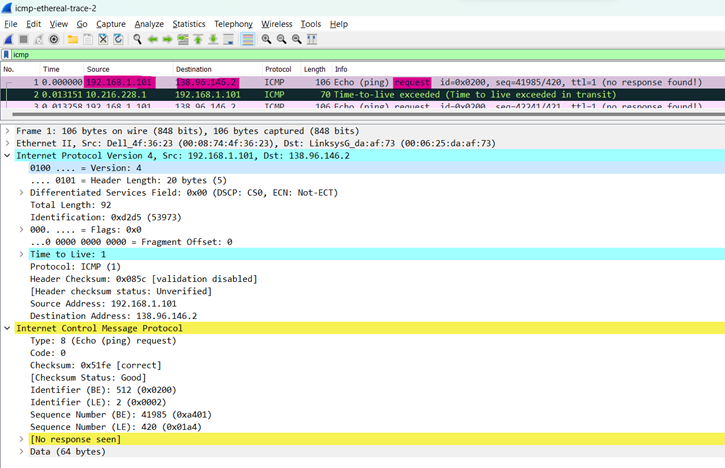 icmp-ethereal-trace-2
File Edit View Go Capture Analyze Statistics Telephony Wireless Tools Help
icmp
No. Time Source Destination Protocol Length Info
1 0.000000 192.168.1.101 138.96.146.2 ICMP 106 Echo (ping) request id=0x0200, seq=41985/420, ttl=1 (no response found!)
2 0.013151 10.216.228.1 192.168.1.101 ICMP 70 Time-to-live exceeded (Time to live exceeded in transit)
3 0.013258 192.168.1.101 138.96.146.2 ICMP 106 Echo (ping) request id=0x0200, seq=42241/421, ttl=1 (no response found!)
Frame 1: 106 bytes on wire (848 bits), 106 bytes captured (848 bits)
Ethernet II, Src: Dell_4f:36:23 (00:08:74:4f:36:23), Dst: LinksysG_da:af:73 (00:06:25:da:af:73)
Internet Protocol Version 4, Src: 192.168.1.101, Dst: 138.96.146.2
0100 .... = Version: 4
.... 0101 = Header Length: 20 bytes (5)
Differentiated Services Field: 0x00 (DSCP: CS0, ECN: Not-ECT)
Total Length: 92
Identification: 0xd2d5 (53973)
000. .... = Flags: 0x0
...0 0000 0000 0000 = Fragment Offset: 0
Time to Live: 1
Protocol: ICMP (1)
Header Checksum: 0x085c [validation disabled]
[Header checksum status: Unverified]
Source Address: 192.168.1.101
Destination Address: 138.96.146.2
Internet Control Message Protocol
Type: 8 (Echo (ping) request)
Code: 0
Checksum: 0x51fe [correct]
[Checksum Status: Good]
Identifier (BE): 512 (0x0200)
Identifier (LE): 2 (0x0002)
Sequence Number (BE): 41985 (0xa401)
Sequence Number (LE): 420 (0x01a4)
[No response seen]
Data (64 bytes)